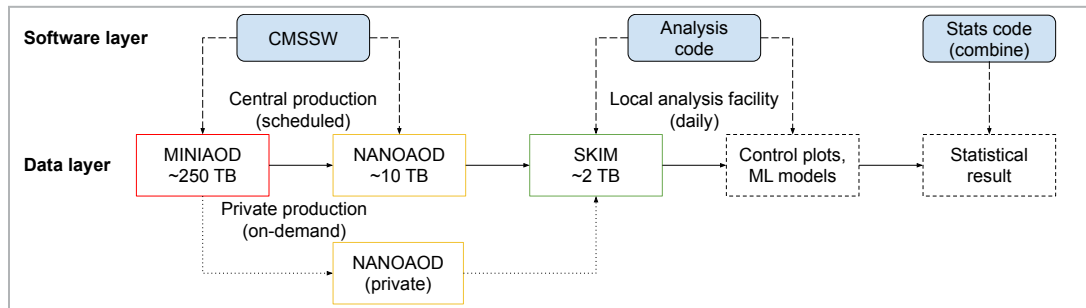 Software layer
CMSSW
Analysis
code
Stats code
(combine)
Central production
(scheduled)
Local analysis facility
(daily)
Data layer
MINIAOD
~250 TB
NANOAOD
~10 TB
SKIM
~2 TB
Control plots,
ML models
Statistical
result
Private production
(on-demand)
NANOAOD
(private)